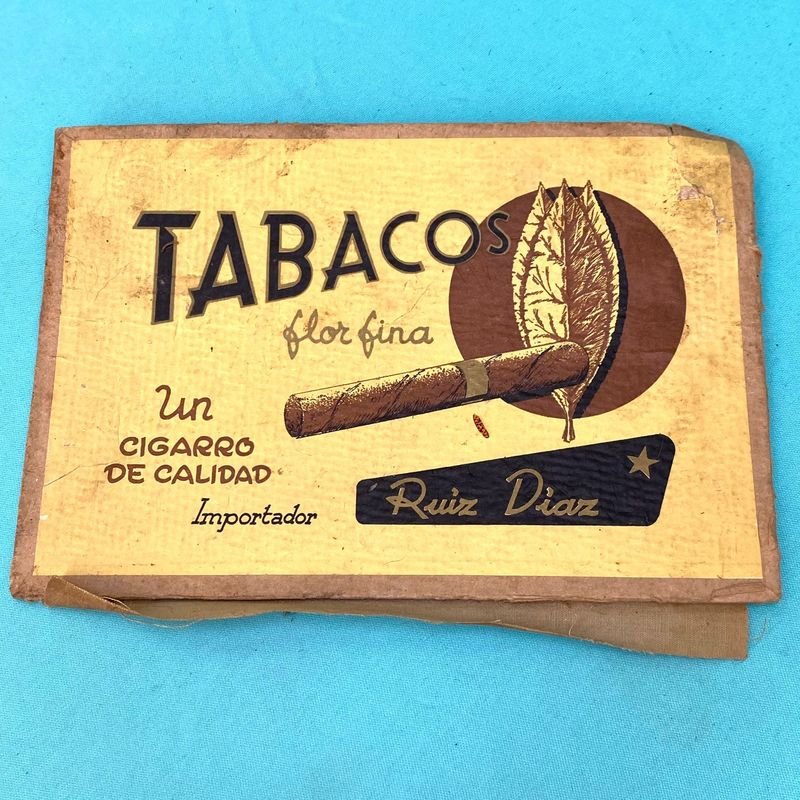 TABACOS
flor fina
Un
CIGARRO
DE CALIDAD
Importador
Ruiz Diaz